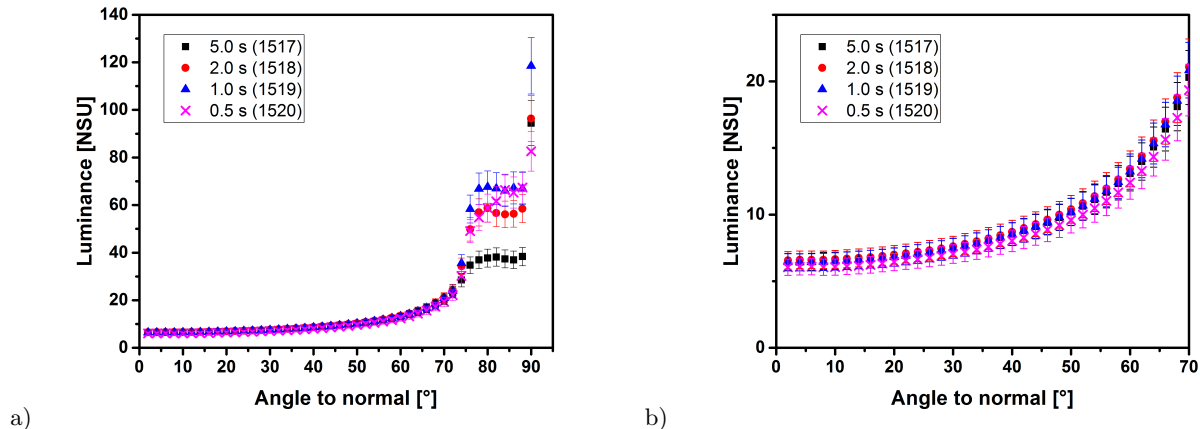 140
120
100
80
60
40
20
0
Luminance [NSU]
5.0 s (1517)
2.0 s (1518)
1.0 s (1519)
0.5 s (1520)
0 10 20 30 40 50 60 70 80 90
Angle to normal [°]
a)
20
10
0
Luminance [NSU]
5.0 s (1517)
2.0 s (1518)
1.0 s (1519)
0.5 s (1520)
0 10 20 30 40 50 60 70
Angle to normal [°]
b)